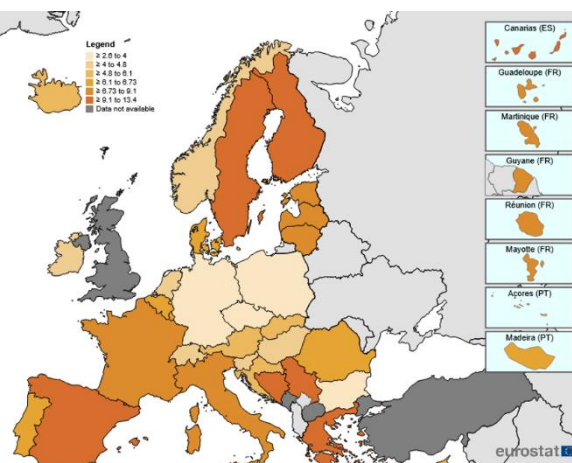 Legend
≥ 2.6 to 4
≥ 4 to 4.8
≥ 4.8 to 6.1
≥ 6.1 to 6.73
≥ 6.73 to 9.1
≥ 9.1 to 13.4
Data not available
Canarias (ES)
Guadeloupe (FR)
Martinique (FR)
Guyane (FR)
Réunion (FR)
Mayotte (FR)
Açores (PT)
Madeira (PT)
eurostat